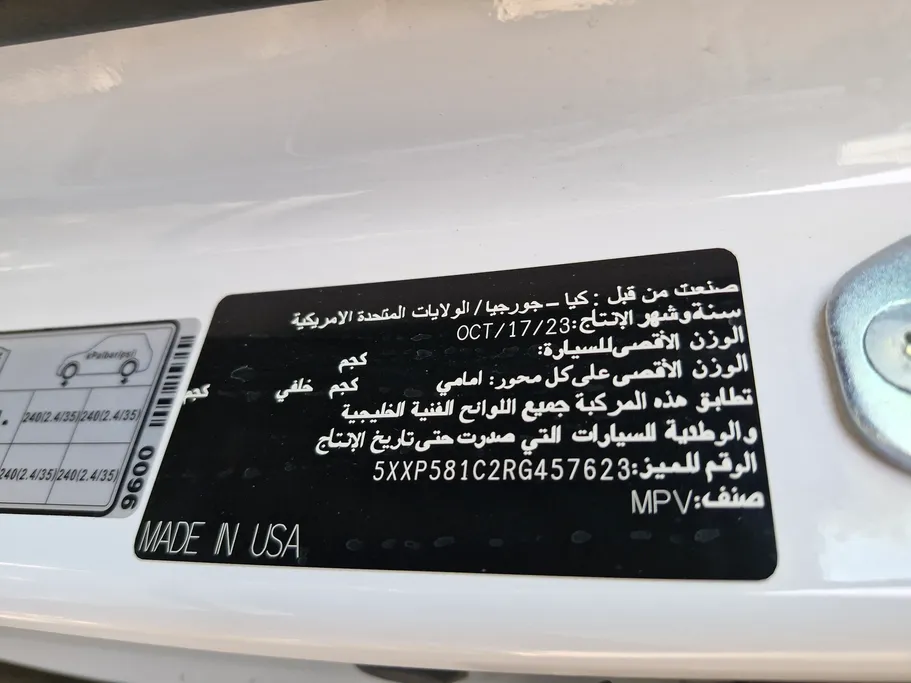 صنعت من قبل : كيا - جورجيا/الولايات المتحدة الامريكية
سنة وشهر الإنتاج:OCT/17/23
الوزن الأقصى للسيارة: كجم
الوزن الأقصى على كل محور: امامي كجم خلفي كجم
تطابق هذه المركبة جميع اللوائح الفنية الخليجية
والوطنية للسيارات التي صدرت حتى تاريخ الإنتاج
الرقم المميز:5XXP581C2RG457623
صنف:MPV
MADE IN USA
240(2.4/35) 240(2.4/35)
240(2.4/35) 240(2.4/35)
0096